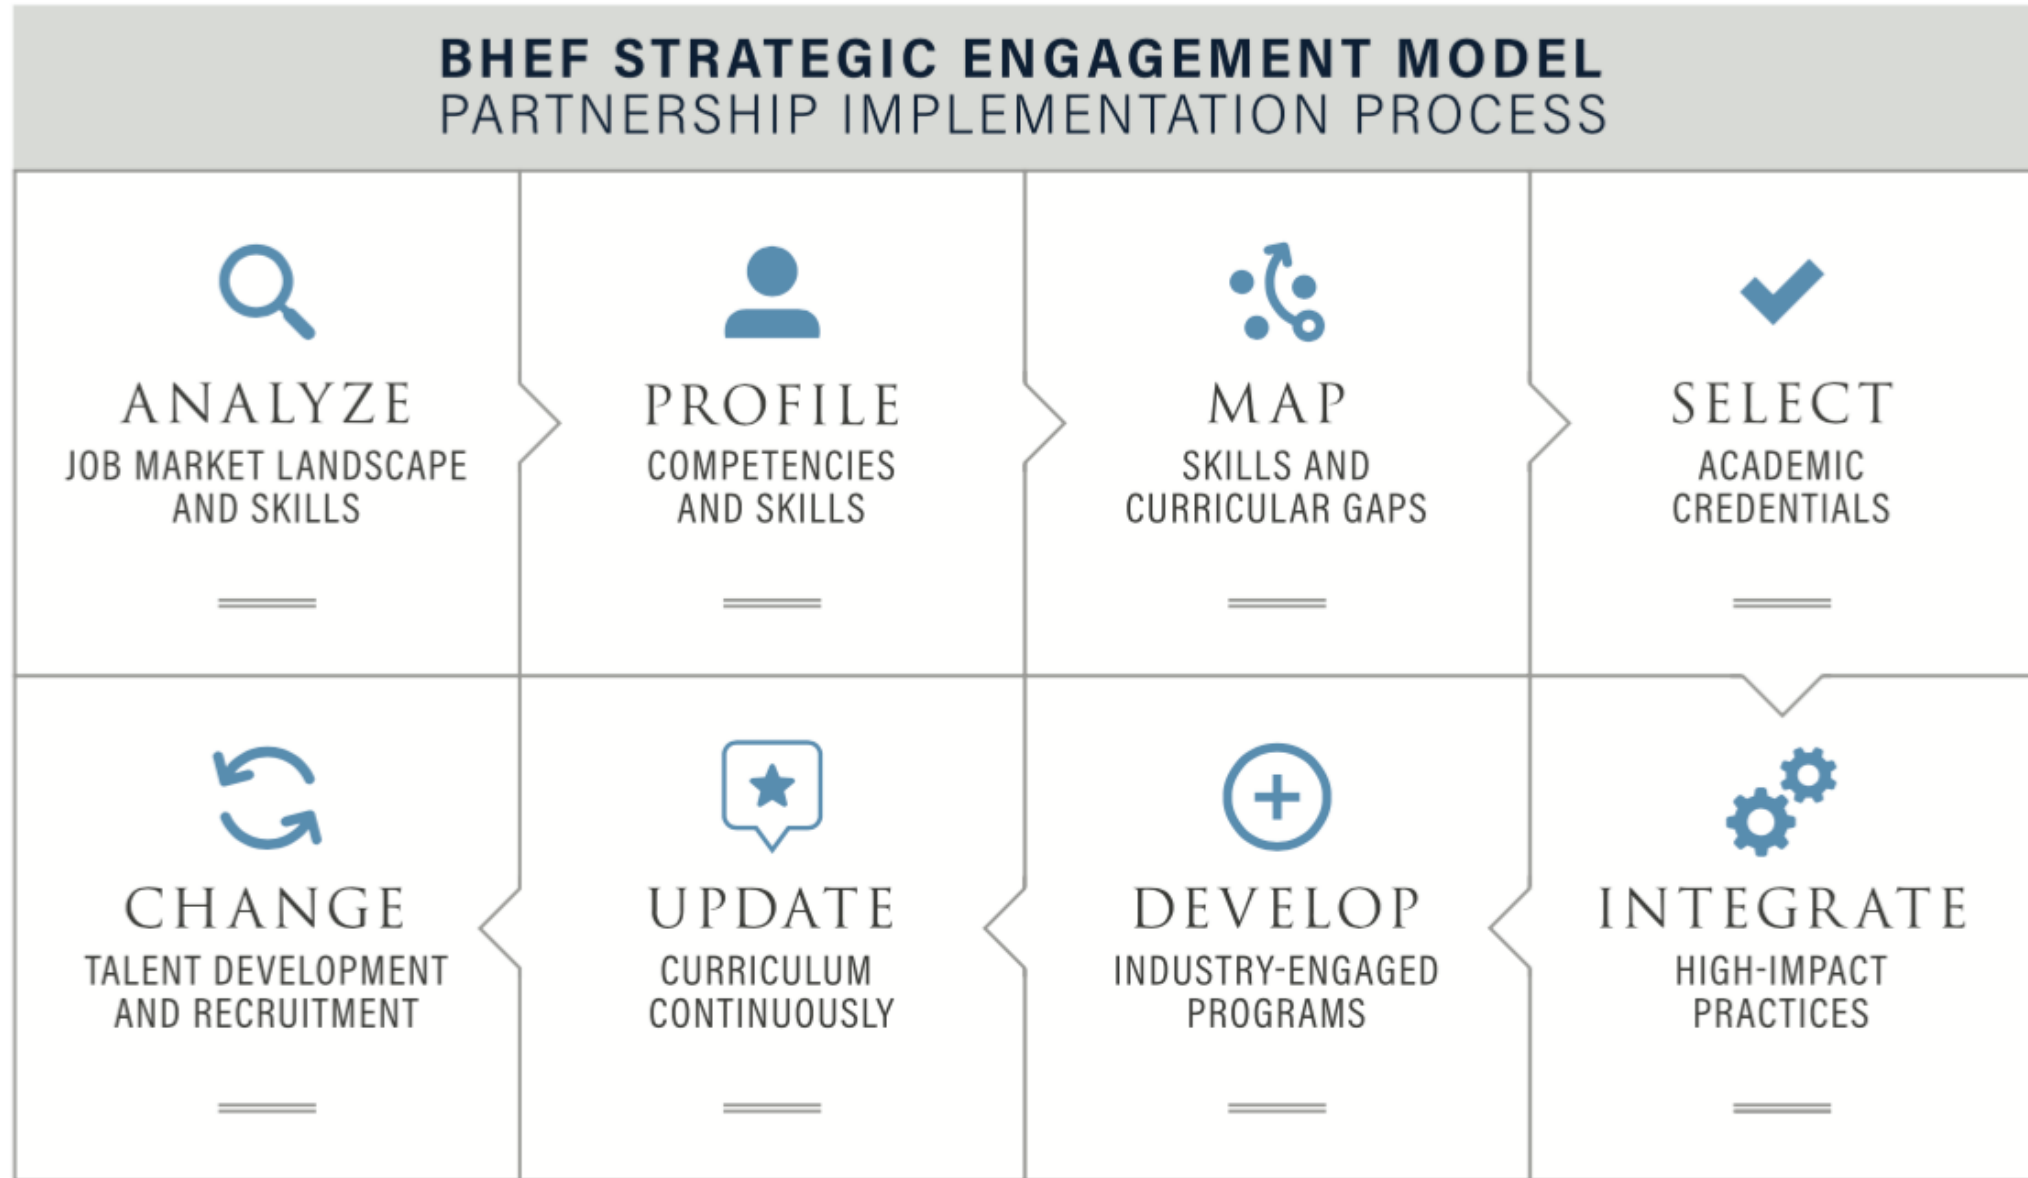 BHEF STRATEGIC ENGAGEMENT MODEL
PARTNERSHIP IMPLEMENTATION PROCESS
ANALYZE
JOB MARKET LANDSCAPE
AND SKILLS
PROFILE
COMPETENCIES
AND SKILLS
MAP
SKILLS AND
CURRICULAR GAPS
SELECT
ACADEMIC
CREDENTIALS
INTEGRATE
HIGH-IMPACT
PRACTICES
DEVELOP
INDUSTRY-ENGAGED
PROGRAMS
UPDATE
CURRICULUM
CONTINUOUSLY
CHANGE
TALENT DEVELOPMENT
AND RECRUITMENT